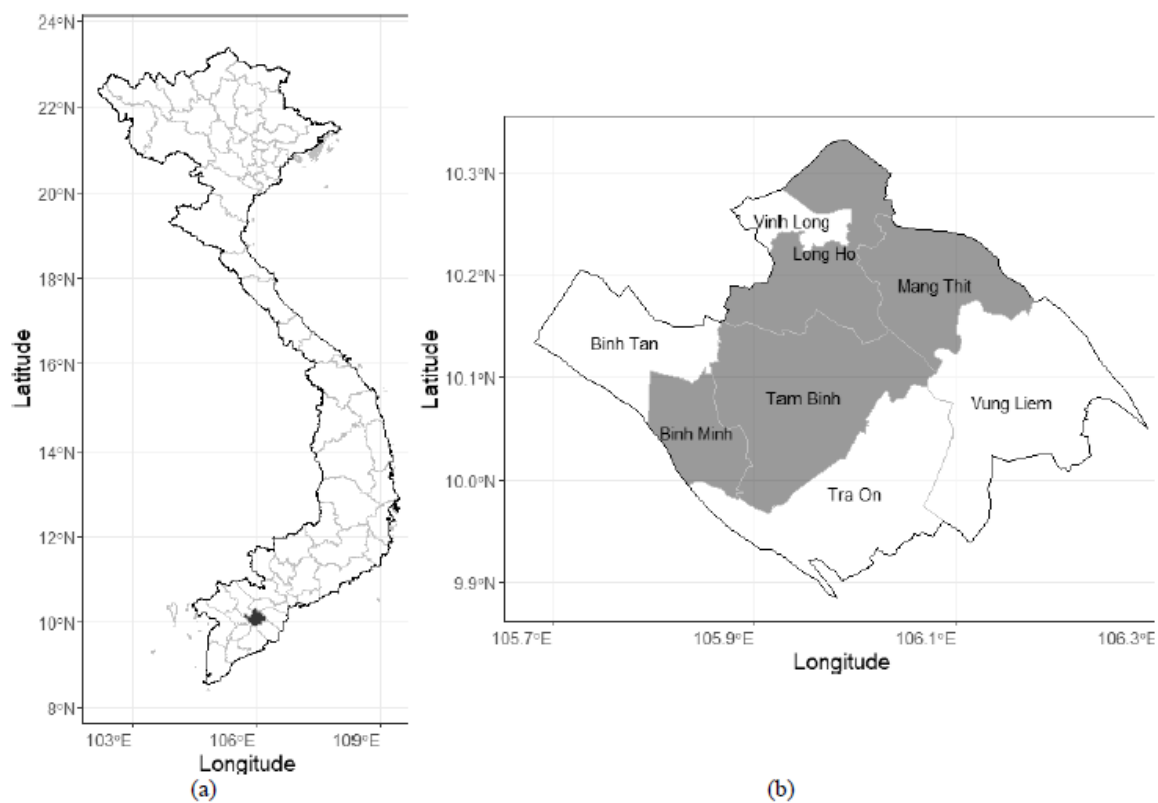 24°N
22°N
20°N
18°N
16°N
14°N
12°N
10°N
8°N
Latitude
103°E
106°E
109°E
Longitude
(a)
10.3°N
10.2°N
10.1°N
10.0°N
9.9°N
Latitude
Vinh Long
Long Ho
Mang Thit
Binh Tan
Tam Binh
Vung Liem
Binh Minh
Tra On
105.7°E
105.9°E
106.1°E
106.3°E
Longitude
(b)